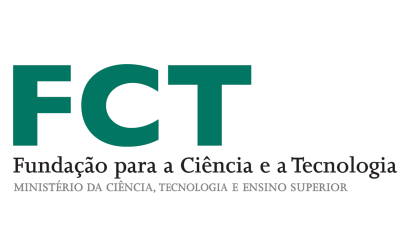 FCT
Fundação para a Ciência e a Tecnologia
MINISTÉRIO DA CIÊNCIA, TECNOLOGIA E ENSINO SUPERIOR